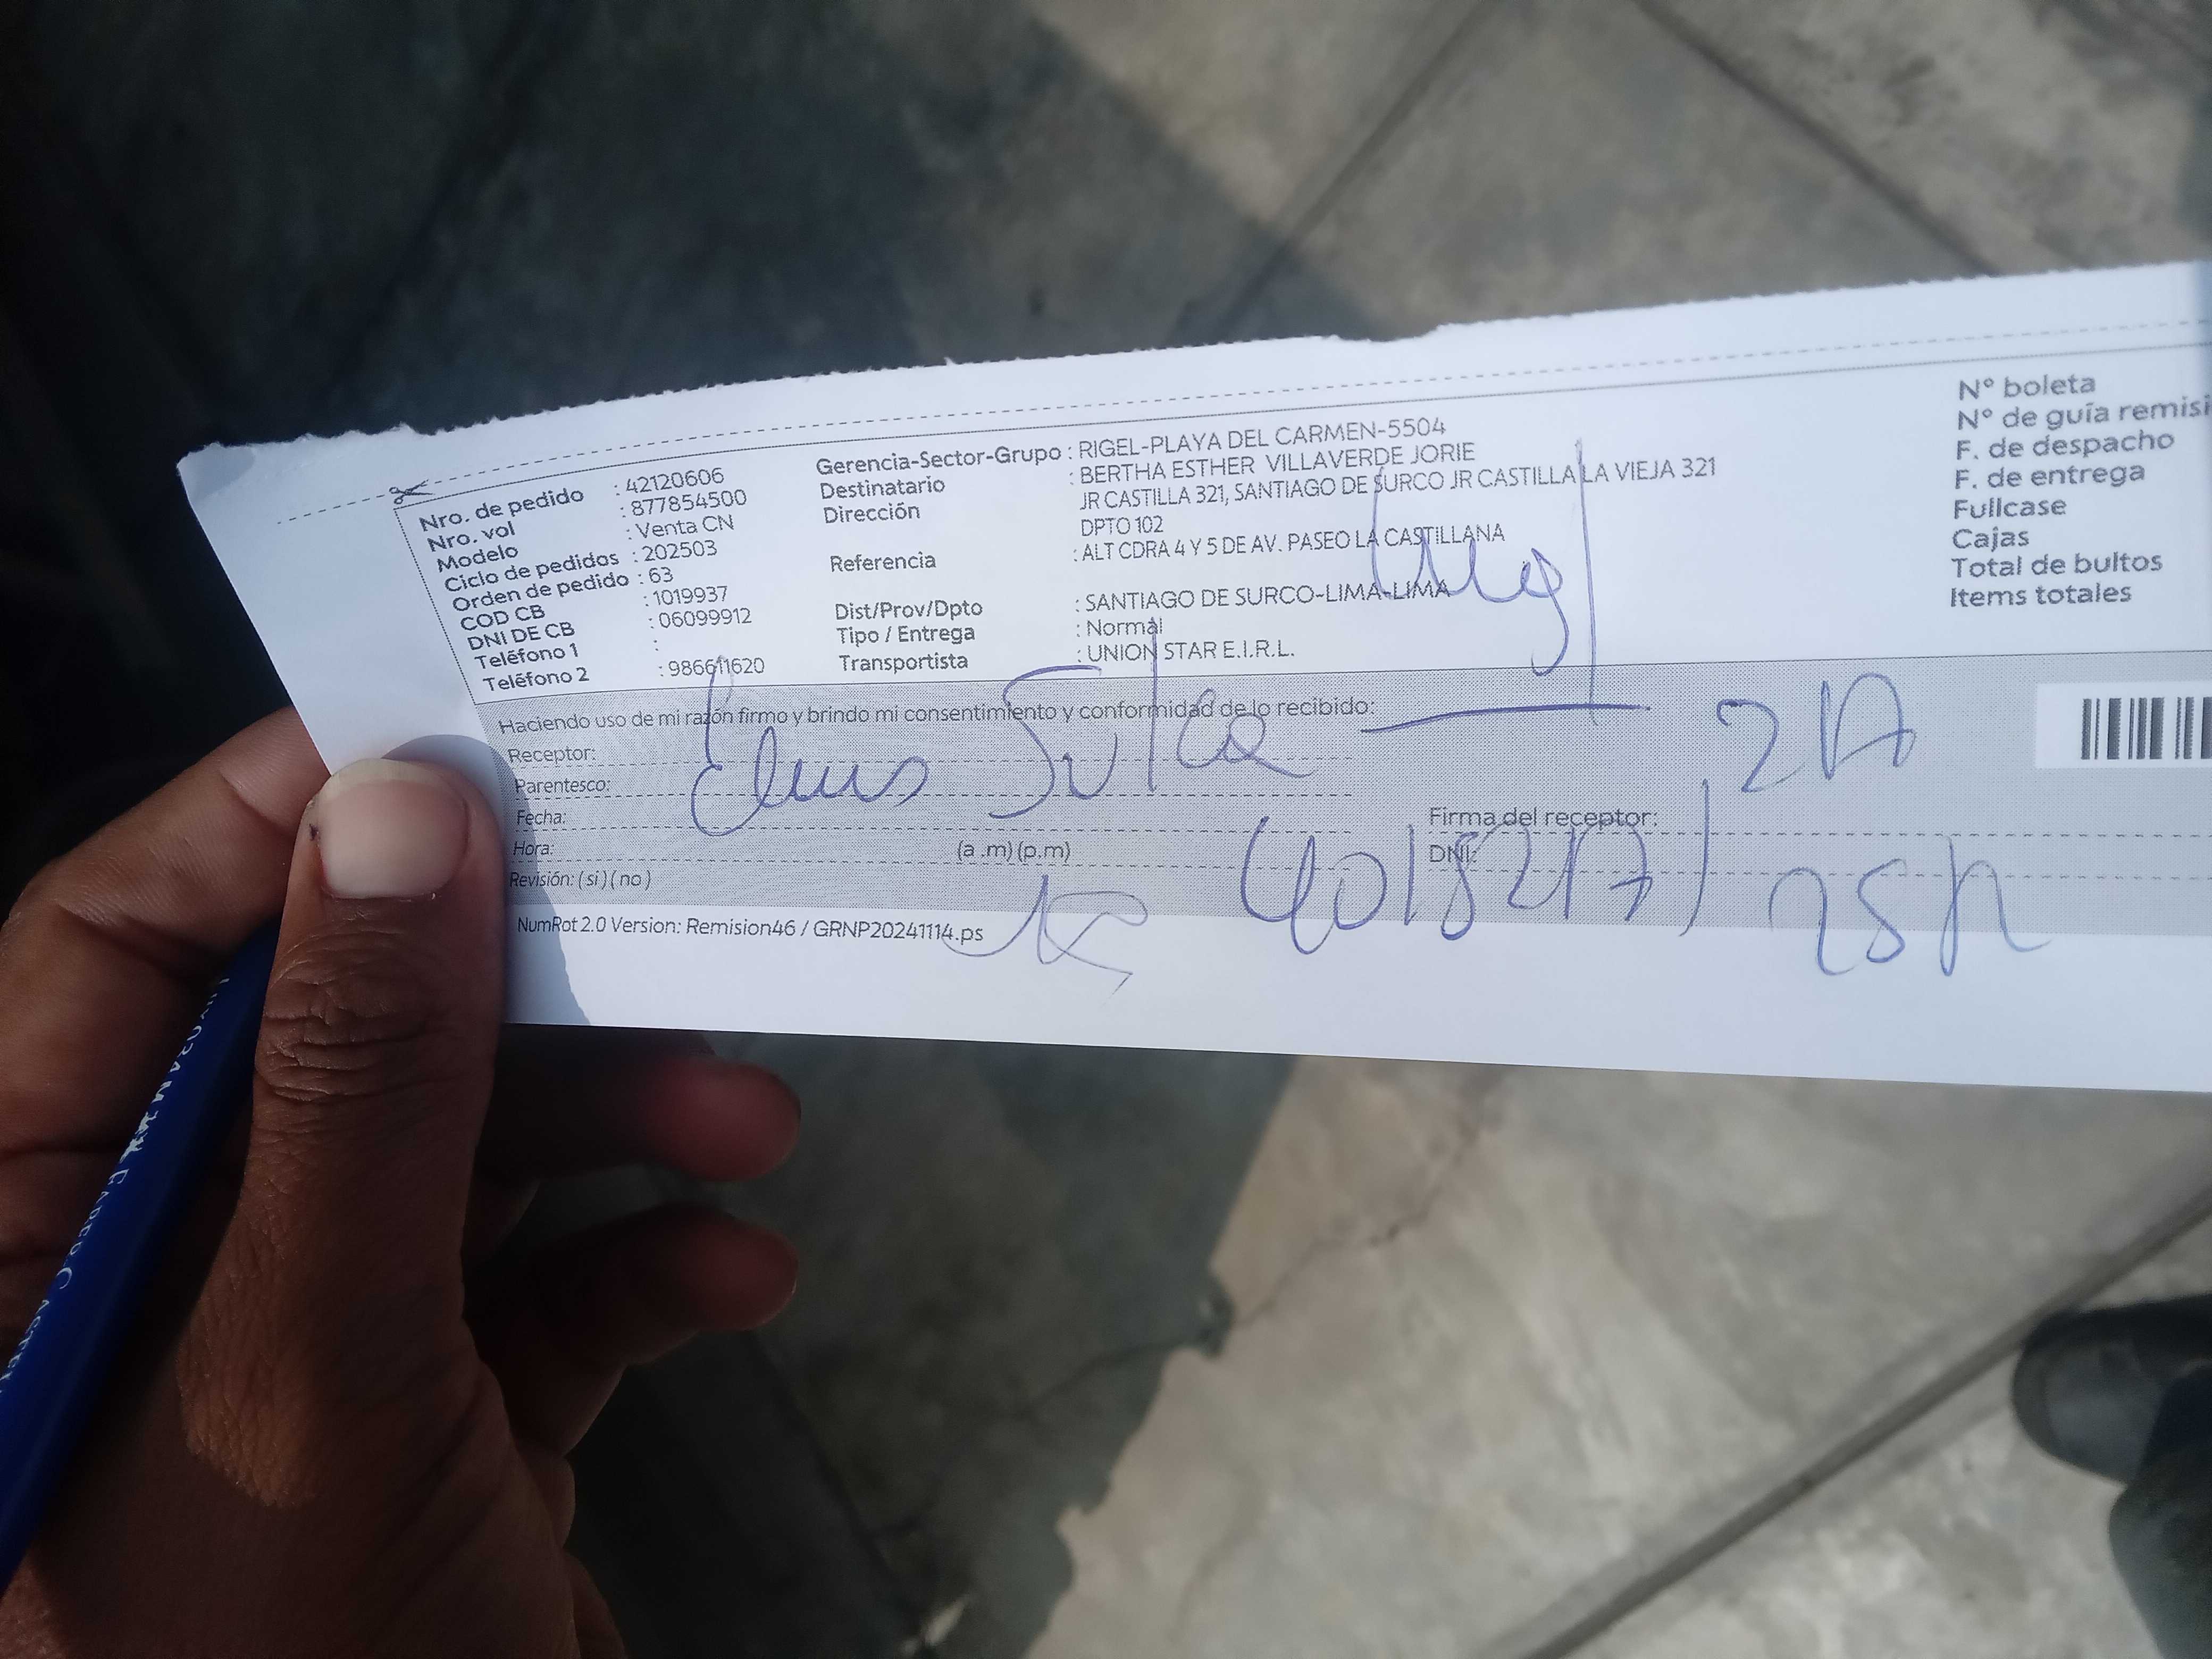 Nro. de pedido : 42120606
Nro. vol : 877854500
Modelo : Venta CN
Ciclo de pedidos : 202503
Orden de pedido : 63
COD CB : 1019937
DNI DE CB : 06099912
Teléfono 1 :
Teléfono 2 : 986611620
Gerencia-Sector-Grupo : RIGEL-PLAYA DEL CARMEN-5504
Destinatario : BERTHA ESTHER VILLAVERDE JORIE
Dirección JR CASTILLA 321, SANTIAGO DE SURCO JR CASTILLA LA VIEJA 321
DPTO 102
Referencia : ALT CDRA 4 Y 5 DE AV. PASEO LA CASTILLANA
Dist/Prov/Dpto : SANTIAGO DE SURCO-LIMA-LIMA
Tipo / Entrega : Normal
Transportista : UNION STAR E.I.R.L.
N° boleta
N° de guía remisi
F. de despacho
F. de entrega
Fullcase
Cajas
Total de bultos
Items totales
Haciendo uso de mi razón firmo y brindo mi consentimiento y conformidad de lo recibido:
Receptor:
Parentesco: Sulca
Fecha:
Hora: (a .m) (p.m)
Revisión: ( si ) ( no )
Firma del receptor:
DNI:
NumRot 2.0 Version: Remision46 / GRNP20241114.ps